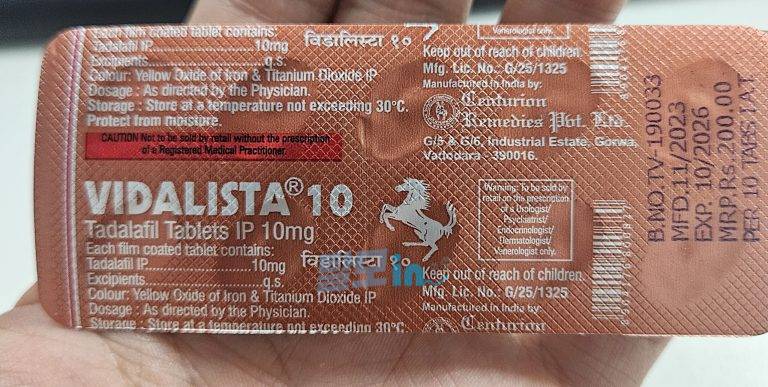 Each film coated tablet contains:
Tadalafil IP......................10mg
Excipients........................q.s.
Colour: Yellow Oxide of Iron & Titanium Dioxide IP
Dosage : As directed by the Physician.
Storage : Store at a temperature not exceeding 30°C.
Protect from moisture.
CAUTION Not to be sold by retail without the prescription
of a Registered Medical Practitioner.
VIDALISTA® 10
Tadalafil Tablets IP 10mg
Each film coated tablet contains:
Tadalafil IP......................10mg
Excipients........................q.s.
Colour: Yellow Oxide of Iron & Titanium Dioxide IP
Dosage : As directed by the Physician.
Storage : Store at a temperature not exceeding 30°C.
विडालिस्टा १०
Venerologist only.
Keep out of reach of children.
Mfg. Lic. No.: G/25/1325
Manufactured in India by:
Centurion
Remedies Pvt. Ltd.
G/5 & G/6, Industrial Estate, Gorwa,
Vadodara - 390016.
Warning: To be sold by
retail on the prescription
of a Urologist/
Psychiatrist/
Endocrinologist/
Dermatologist/
Venerologist only.
विडालिस्टा १०
in
Keep out of reach of children.
Mfg. Lic. No.: G/25/1325
Manufactured in India by:
Centurion
B.NO.TV-190033
MFD.11/2023
EXP. 10/2026
MRP Rs. 200.00
PER 10 TABS I.A.T.